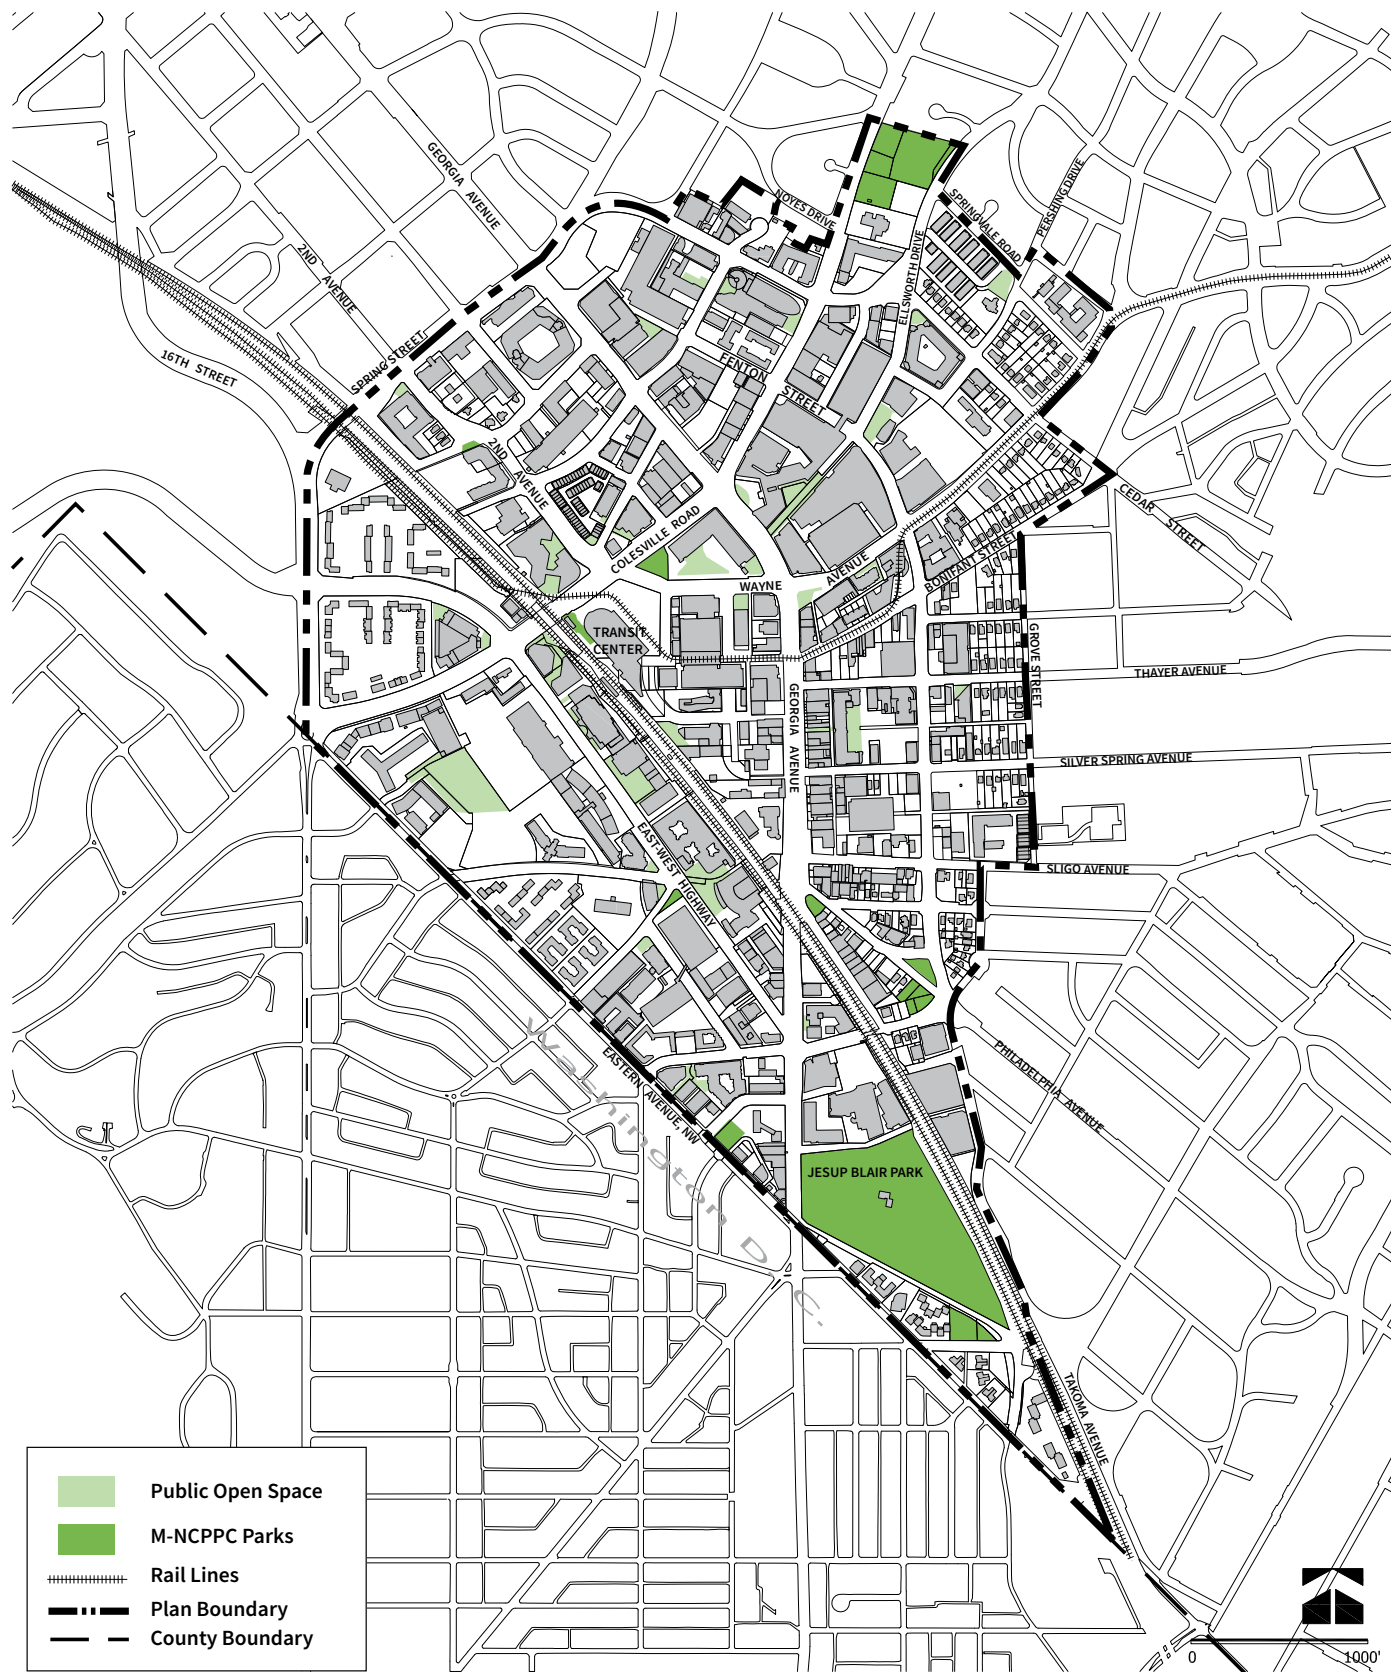 GEORGIA AVENUE
NOYES DRIVE
SPRINGVALE ROAD
PERSHING DRIVE
ELLSWORTH DRIVE
2ND AVENUE
16TH STREET
SPRING STREET
FENTON STREET
2ND AVENUE
COLESVILLE ROAD
CEDAR STREET
WAYNE AVENUE
BONIFANT STREET
TRANSIT
CENTER
GROVE STREET
THAYER AVENUE
GEORGIA AVENUE
SILVER SPRING AVENUE
EAST-WEST HIGHWAY
SLIGO AVENUE
Washington D.C.
EASTERN AVENUE, NW
PHILADELPHIA AVENUE
JESUP BLAIR PARK
TAKOMA AVENUE
Public Open Space
M-NCPPC Parks
Rail Lines
Plan Boundary
County Boundary
0 1000'